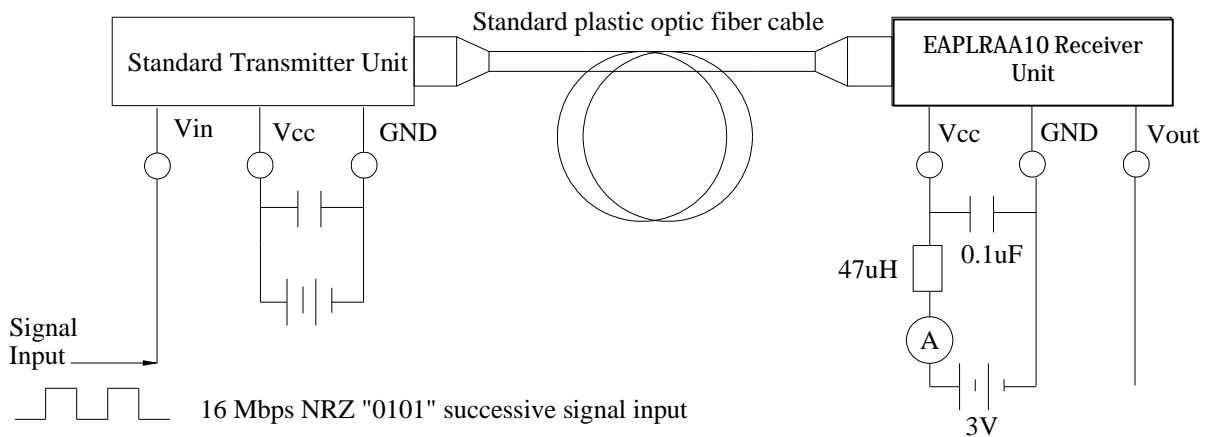 Standard plastic optic fiber cable
Standard Transmitter Unit
EAPLRAA10 Receiver
Unit
Vin
Vcc
GND
Vcc
GND
Vout
47uH
0.1uF
A
3V
Signal
Input
16 Mbps NRZ "0101" successive signal input